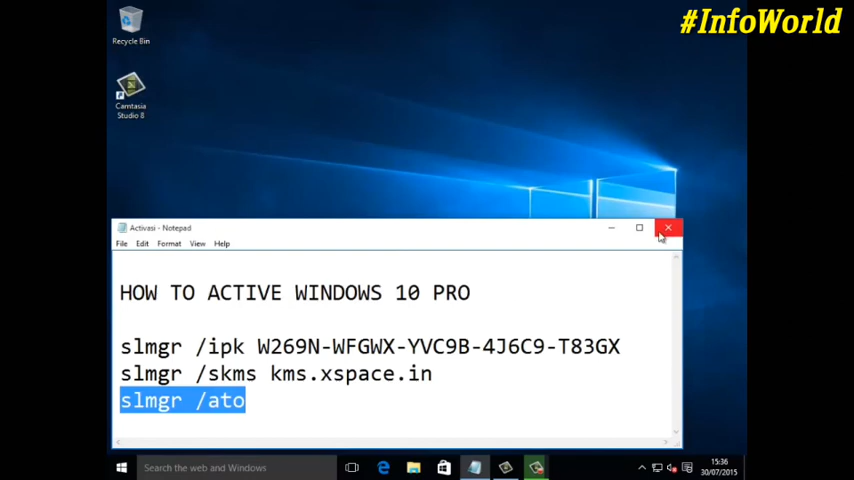 #InfoWorld
Recycle Bin
Camtasia
Studio 8
Activasi - Notepad
File Edit Format View Help
HOW TO ACTIVE WINDOWS 10 PRO
slmgr /ipk W269N-WFGWX-YVC9B-4J6C9-T83GX
slmgr /skms kms.xspace.in
slmgr /ato
Search the web and Windows
15:36
30/07/2015